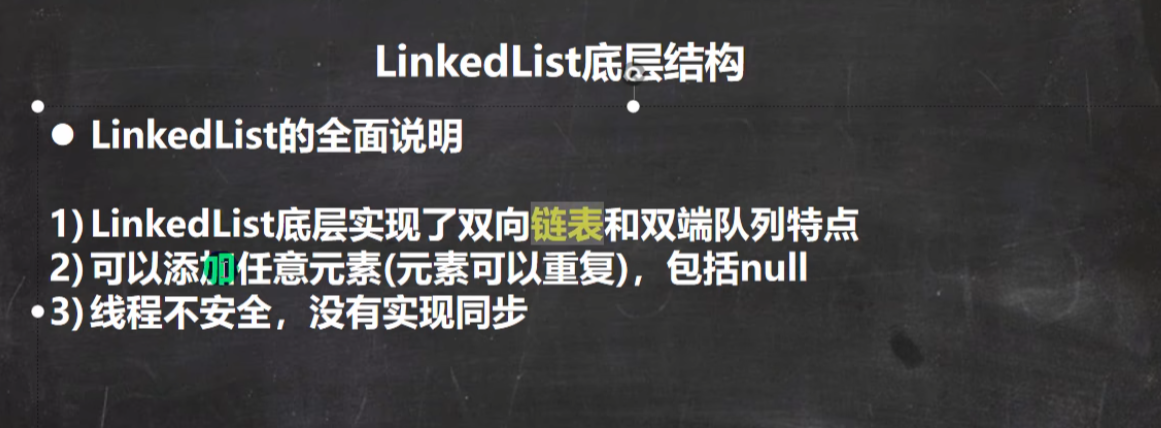 LinkedList底层结构
● LinkedList的全面说明
1) LinkedList底层实现了双向链表和双端队列特点
2) 可以添加任意元素(元素可以重复)，包括null
3) 线程不安全，没有实现同步